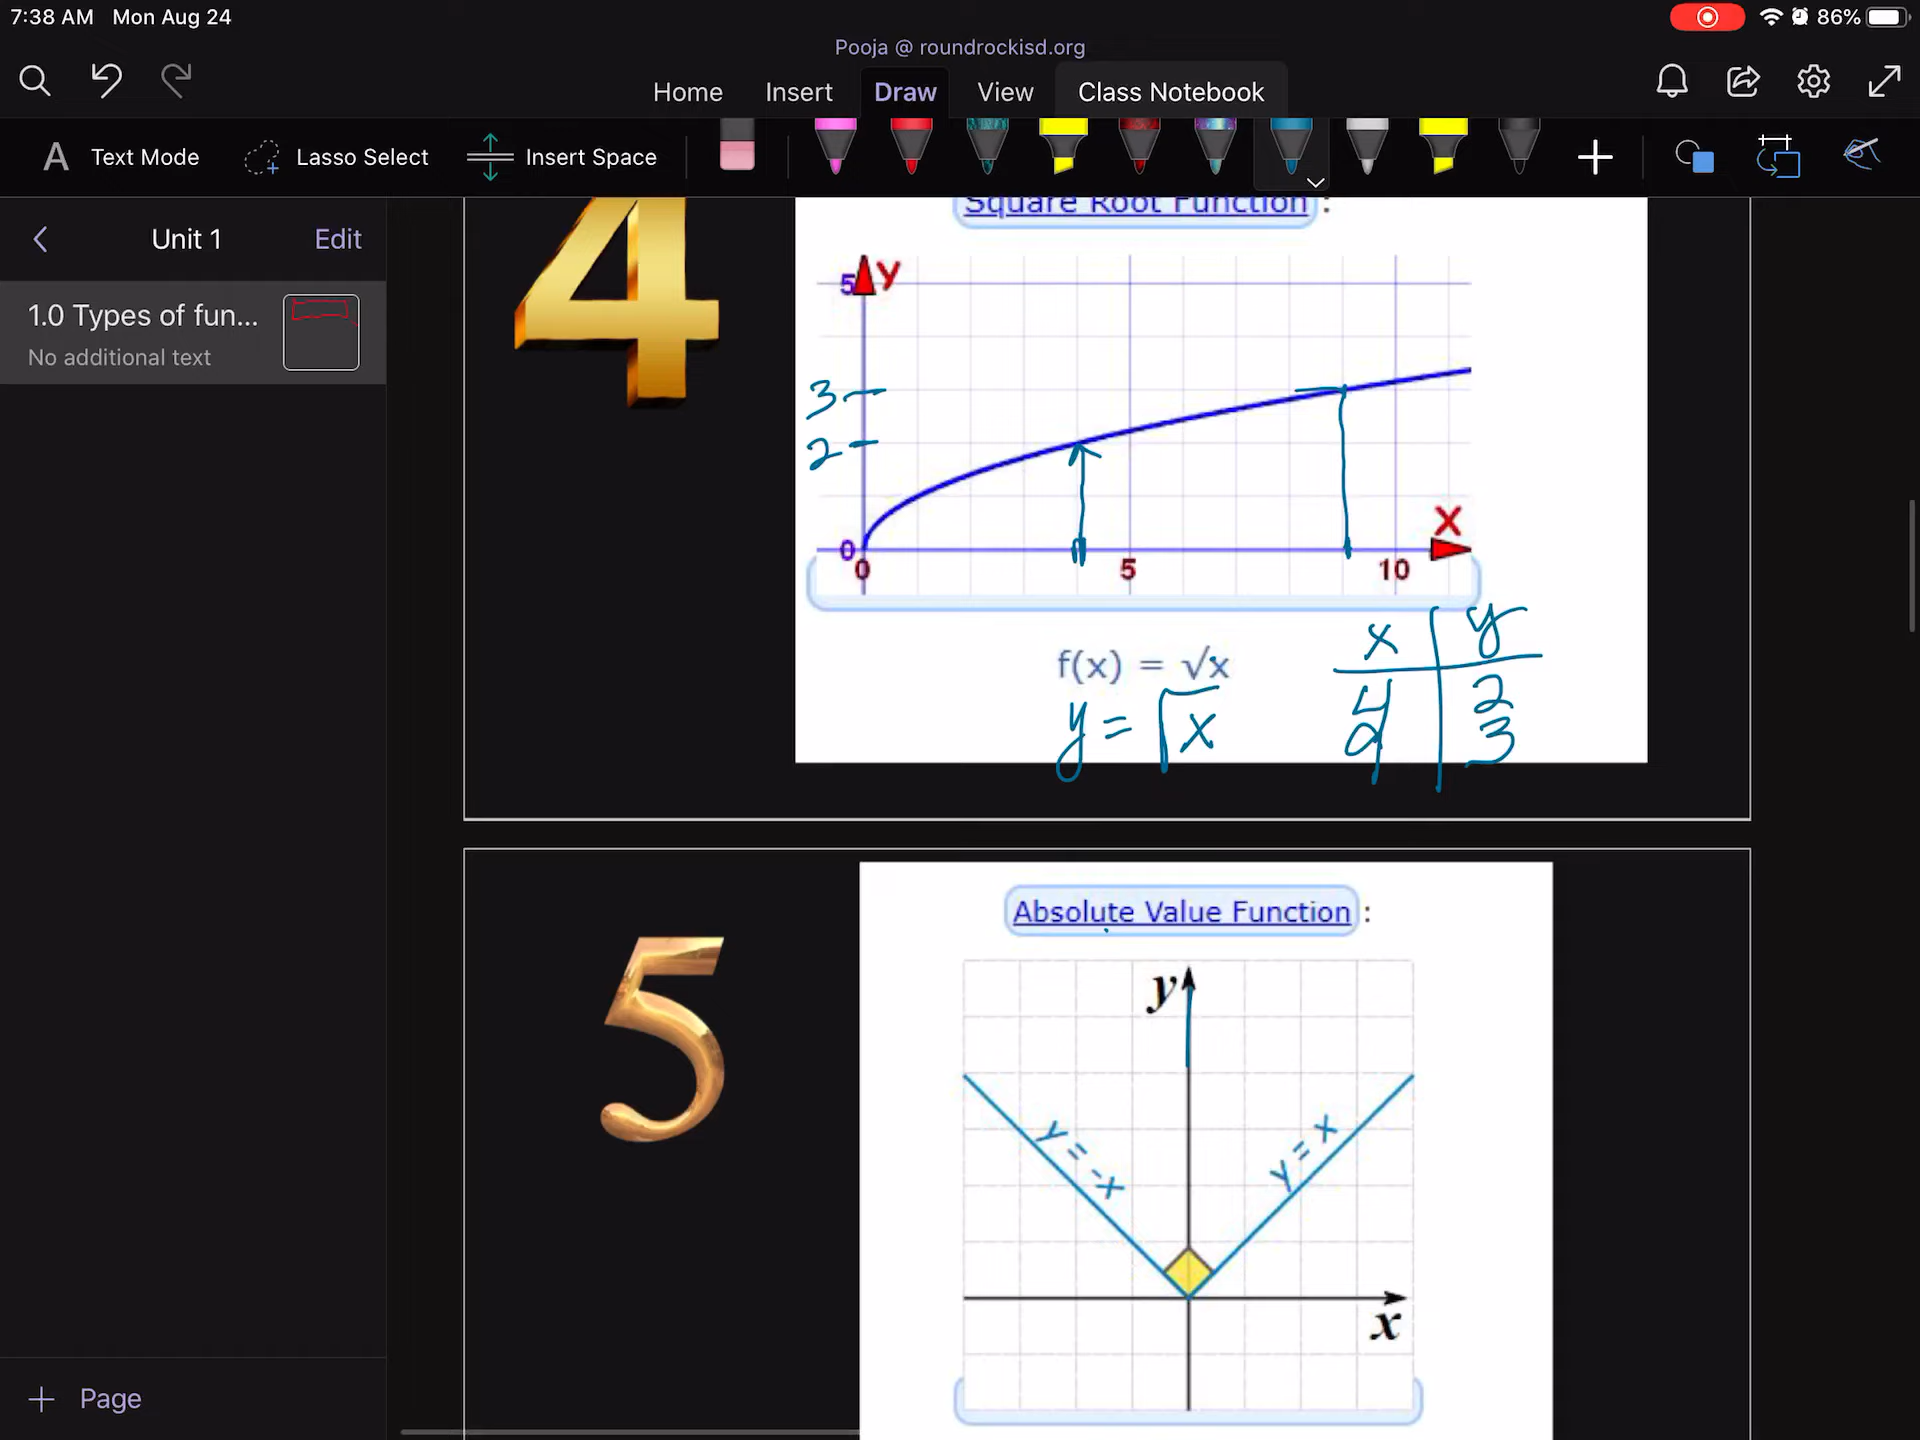 7:38 AM Mon Aug 24
86%
Pooja @ roundrockisd.org
Home Insert Draw View Class Notebook
A Text Mode Lasso Select Insert Space
Unit 1 Edit
1.0 Types of fun...
No additional text
Page
4
Square Root Function :
5 Y
3
2
0
X
0 5 10
f(x) = √x
y = √x
x y
4 2
9 3
5
Absolute Value Function :
y
y = -x
y = x
x